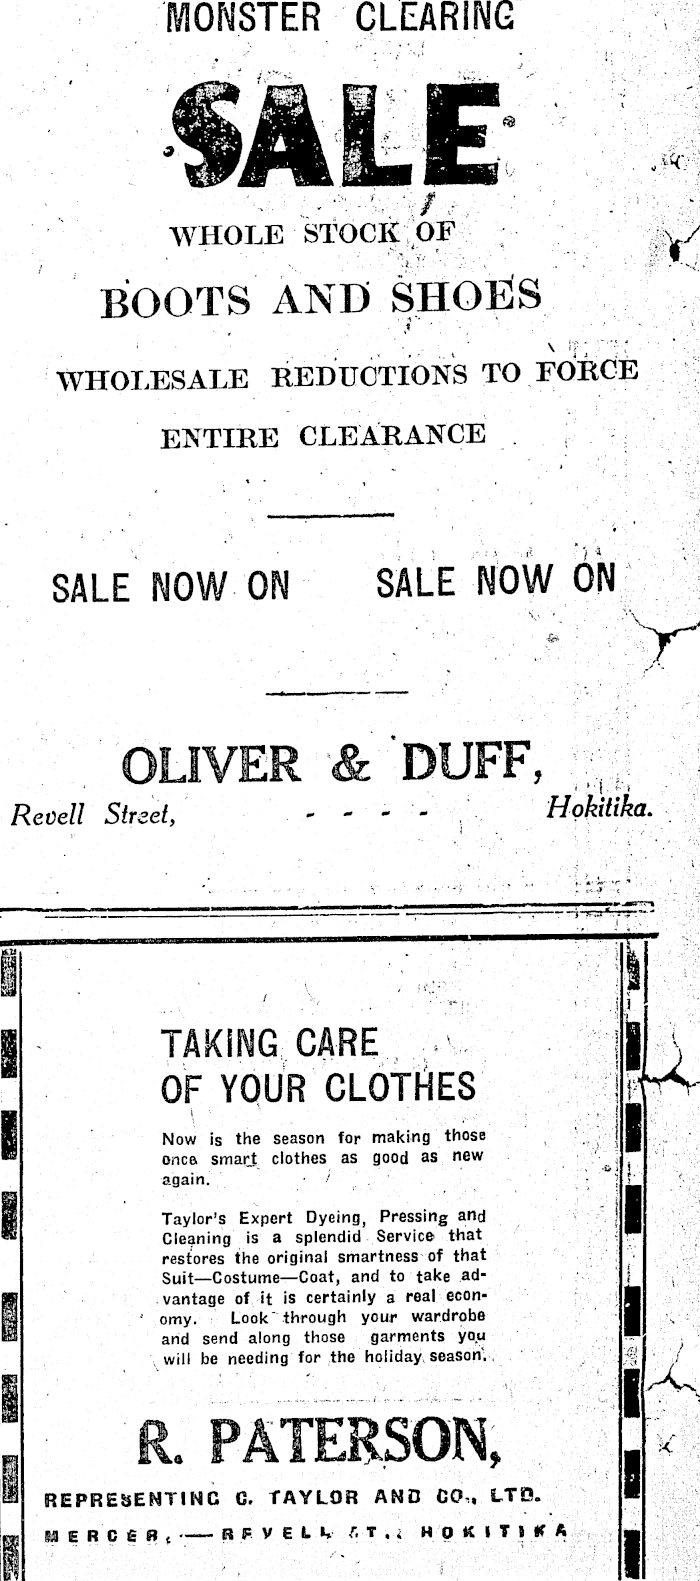 MONSTER CLEARING
SALE
WHOLE STOCK OF
BOOTS AND SHOES
WHOLESALE REDUCTIONS TO FORCE
ENTIRE CLEARANCE
SALE NOW ON SALE NOW ON
OLIVER & DUFF,
Revell Street, - - - - Hokitika.
TAKING CARE
OF YOUR CLOTHES
Now is the season for making those
once smart clothes as good as new
again.
Taylor's Expert Dyeing, Pressing and
Cleaning is a splendid Service that
restores the original smartness of that
Suit—Costume—Coat, and to take ad-
vantage of it is certainly a real econ-
omy. Look through your wardrobe
and send along those garments you
will be needing for the holiday season.
R. PATERSON,
REPRESENTING C. TAYLOR AND CO., LTD.
MERCER, — REVELL ST., HOKITIKA